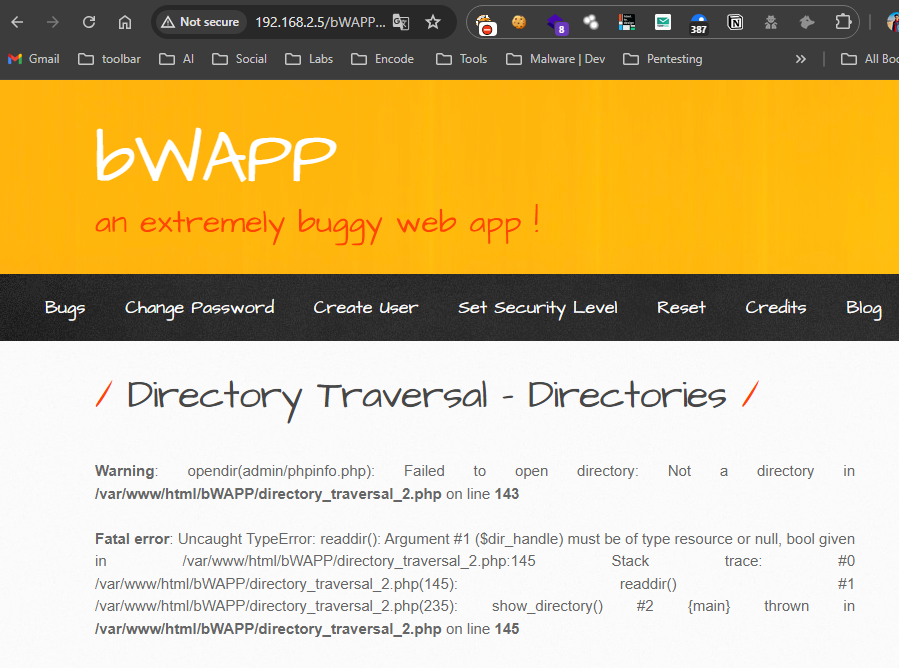 Not secure 192.168.2.5/bWAPP...
8
387
Gmail toolbar AI Social Labs Encode Tools Malware | Dev Pentesting » All Boo
bWAPP
an extremely buggy web app !
Bugs Change Password Create User Set Security Level Reset Credits Blog
/ Directory Traversal - Directories /
Warning: opendir(admin/phpinfo.php): Failed to open directory: Not a directory in
/var/www/html/bWAPP/directory_traversal_2.php on line 143
Fatal error: Uncaught TypeError: readdir(): Argument #1 ($dir_handle) must be of type resource or null, bool given
in /var/www/html/bWAPP/directory_traversal_2.php:145 Stack trace: #0
/var/www/html/bWAPP/directory_traversal_2.php(145): readdir() #1
/var/www/html/bWAPP/directory_traversal_2.php(235): show_directory() #2 {main} thrown in
/var/www/html/bWAPP/directory_traversal_2.php on line 145